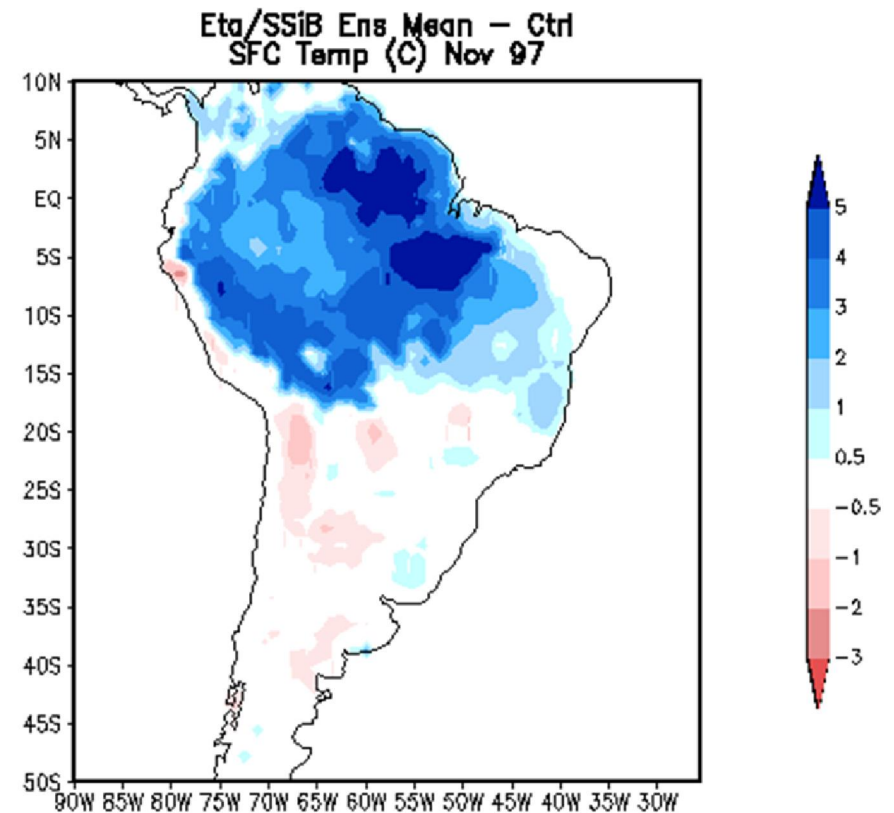 Eta/SSiB Ens Mean – Ctrl
SFC Temp (C) Nov 97
10N
5N
EQ
5S
10S
15S
20S
25S
30S
35S
40S
45S
50S
90W 85W 80W 75W 70W 65W 60W 55W 50W 45W 40W 35W 30W
5
4
3
2
1
0.5
−0.5
−1
−2
−3